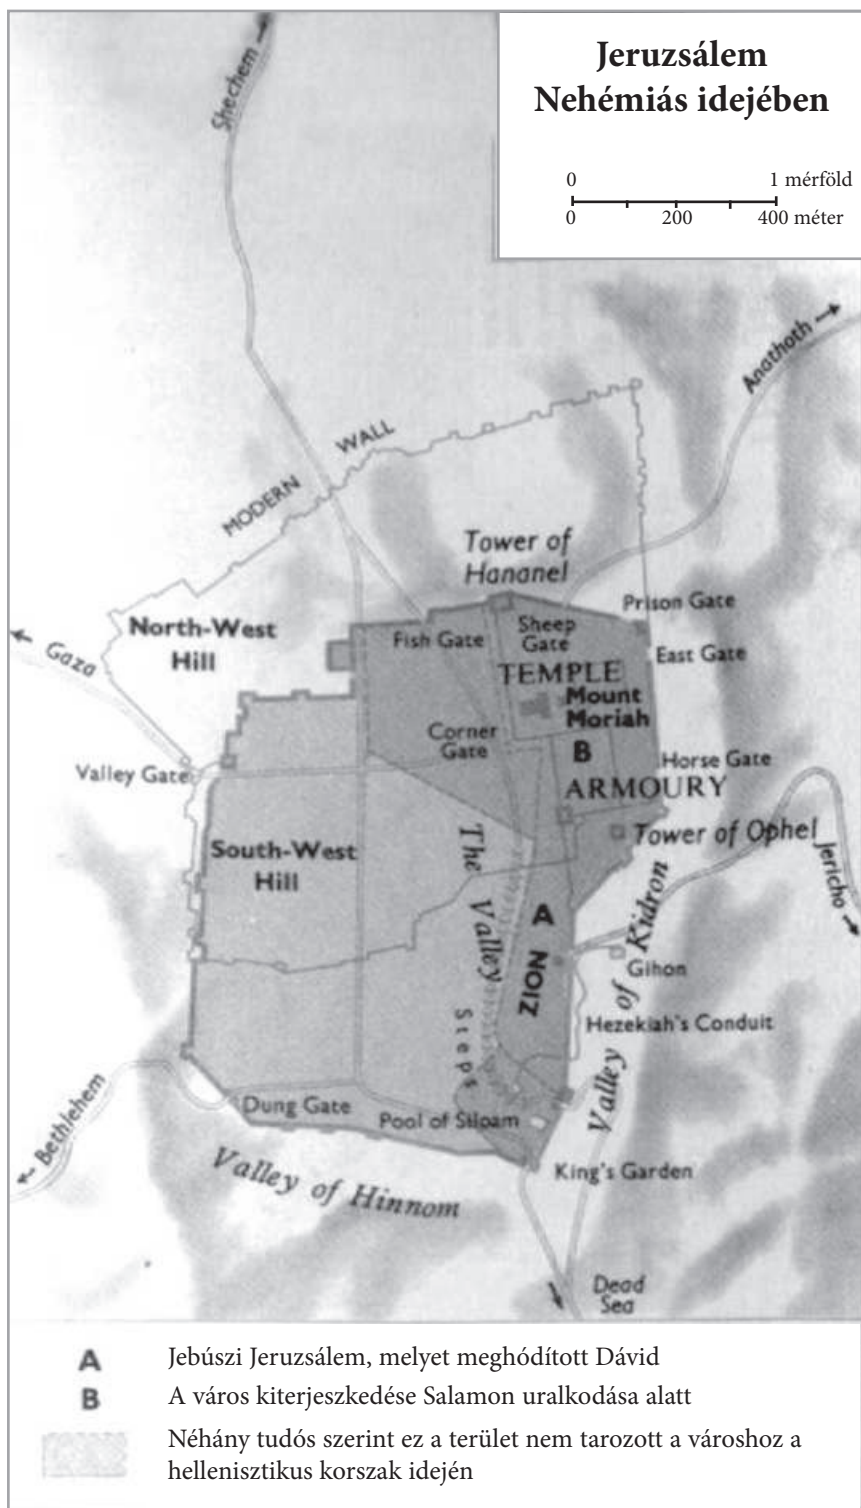 Jeruzsálem
Nehémiás idejében
0 1 mérföld
0 200 400 méter
Shechem
Anathoth
MODERN WALL
Tower of
Hananel
Prison Gate
North-West
Hill
Fish Gate
Sheep
Gate
East Gate
Gaza
TEMPLE
Mount
Moriah
Corner
Gate
B
Valley Gate
Horse Gate
ARMOURY
South-West
Hill
The Valley
Tower of Ophel
Jericho
A
ZION
Gihon
Steps
Hezekiah's Conduit
Valley of Kidron
Bethlehem
Dung Gate
Pool of Siloam
Valley of Hinnom
King's Garden
Dead
Sea
A Jebúszi Jeruzsálem, melyet meghódított Dávid
B A város kiterjeszkedése Salamon uralkodása alatt
Néhány tudós szerint ez a terület nem tarozott a városhoz a
hellenisztikus korszak idején